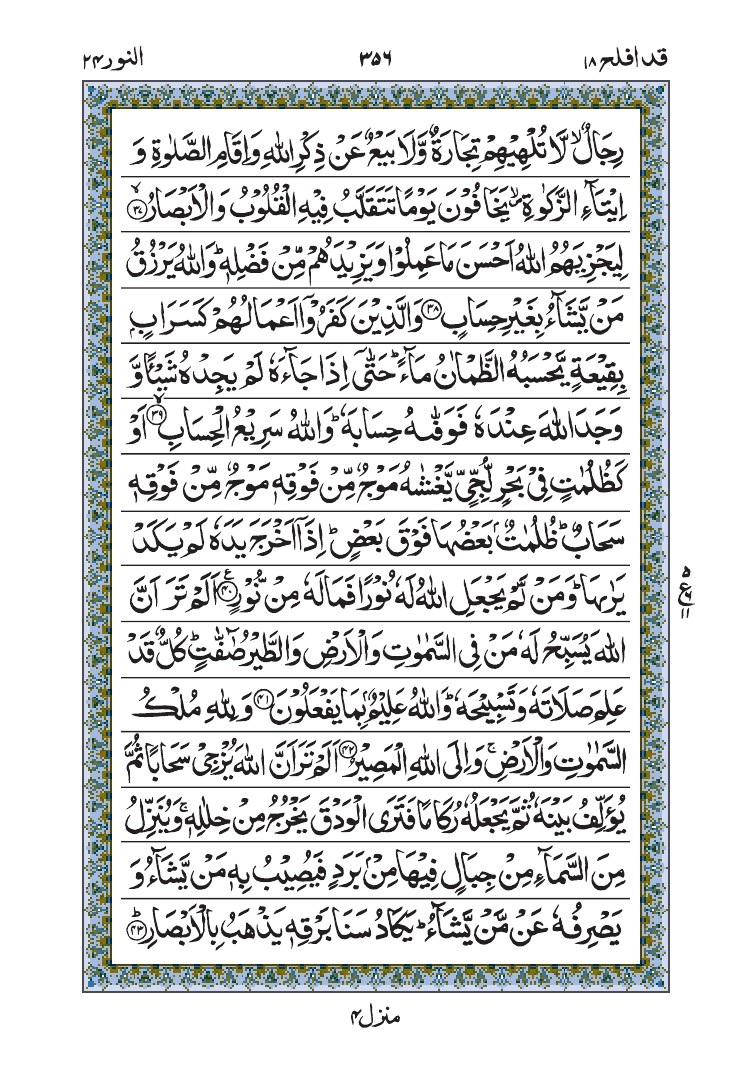 قد افلح ۱۸
۳۵۶
النور ۲۴
رِجَالٌ ۙ لَّا تُلْهِيْهِمْ تِجَارَةٌ وَّلَا بَيْعٌ عَنْ ذِكْرِ اللّٰهِ وَاِقَامِ الصَّلٰوةِ وَ
اِيْتَآءِ الزَّكٰوةِ ۙ يَخَافُوْنَ يَوْمًا تَتَقَلَّبُ فِيْهِ الْقُلُوْبُ وَالْاَبْصَارُ ﴿۳۷﴾
لِيَجْزِيَهُمُ اللّٰهُ اَحْسَنَ مَا عَمِلُوْا وَيَزِيْدَهُمْ مِّنْ فَضْلِهٖ ؕ وَاللّٰهُ يَرْزُقُ
مَنْ يَّشَآءُ بِغَيْرِ حِسَابٍ ﴿۳۸﴾ وَالَّذِيْنَ كَفَرُوْۤا اَعْمَالُهُمْ كَسَرَابٍۭ
بِقِيْعَةٍ يَّحْسَبُهُ الظَّمْاٰنُ مَآءً ؕ حَتّٰۤى اِذَا جَآءَهٗ لَمْ يَجِدْهُ شَيْـًٔا وَّ
وَجَدَ اللّٰهَ عِنْدَهٗ فَوَفّٰىهُ حِسَابَهٗ ؕ وَاللّٰهُ سَرِيْعُ الْحِسَابِ ﴿۳۹﴾ اَوْ
كَظُلُمٰتٍ فِيْ بَحْرٍ لُّجِّيٍّ يَّغْشٰىهُ مَوْجٌ مِّنْ فَوْقِهٖ مَوْجٌ مِّنْ فَوْقِهٖ
سَحَابٌ ؕ ظُلُمٰتٌۢ بَعْضُهَا فَوْقَ بَعْضٍ ؕ اِذَاۤ اَخْرَجَ يَدَهٗ لَمْ يَكَدْ
يَرٰىهَا ؕ وَمَنْ لَّمْ يَجْعَلِ اللّٰهُ لَهٗ نُوْرًا فَمَا لَهٗ مِنْ نُّوْرٍ ﴿۴۰﴾ اَلَمْ تَرَ اَنَّ
ع
۵
۱۱
اللّٰهَ يُسَبِّحُ لَهٗ مَنْ فِي السَّمٰوٰتِ وَالْاَرْضِ وَالطَّيْرُ صٰٓفّٰتٍ ؕ كُلٌّ قَدْ
عَلِمَ صَلَاتَهٗ وَتَسْبِيْحَهٗ ؕ وَاللّٰهُ عَلِيْمٌۢ بِمَا يَفْعَلُوْنَ ﴿۴۱﴾ وَلِلّٰهِ مُلْكُ
السَّمٰوٰتِ وَالْاَرْضِ ۚ وَاِلَى اللّٰهِ الْمَصِيْرُ ﴿۴۲﴾ اَلَمْ تَرَ اَنَّ اللّٰهَ يُزْجِيْ سَحَابًا ثُمَّ
يُؤَلِّفُ بَيْنَهٗ ثُمَّ يَجْعَلُهٗ رُكَامًا فَتَرَى الْوَدْقَ يَخْرُجُ مِنْ خِلٰلِهٖ ۚ وَيُنَزِّلُ
مِنَ السَّمَآءِ مِنْ جِبَالٍ فِيْهَا مِنْۢ بَرَدٍ فَيُصِيْبُ بِهٖ مَنْ يَّشَآءُ وَ
يَصْرِفُهٗ عَنْ مَّنْ يَّشَآءُ ؕ يَكَادُ سَنَا بَرْقِهٖ يَذْهَبُ بِالْاَبْصَارِ ﴿۴۳﴾ؕ
منزل ۴